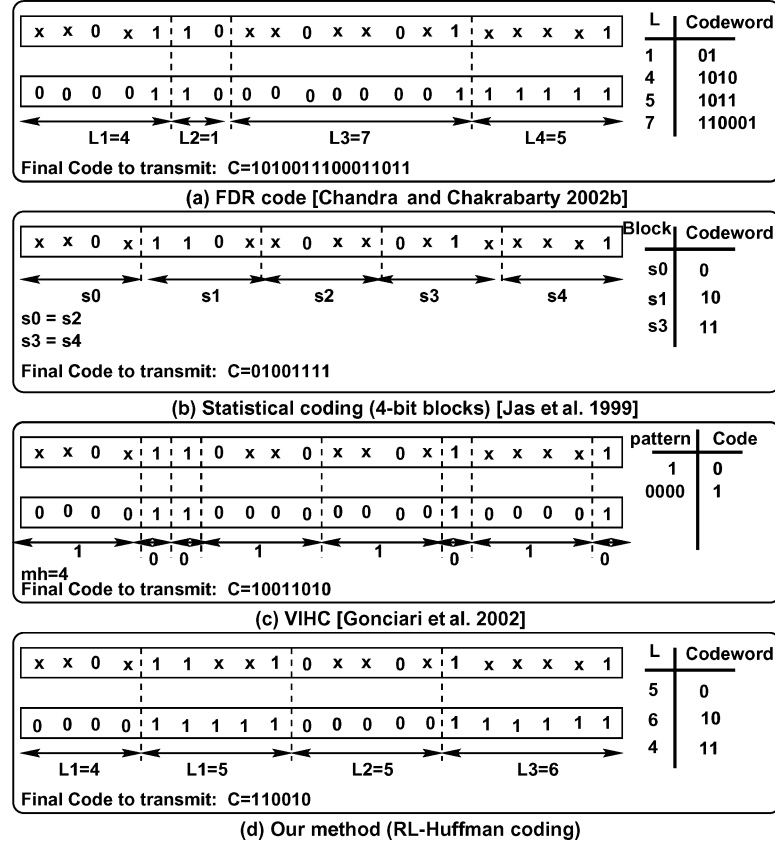 x x 0 x 1 1 0 x x 0 x x 0 x 1 x x x x 1
0 0 0 0 1 1 0 0 0 0 0 0 0 0 1 1 1 1 1 1
L1=4 L2=1 L3=7 L4=5
Final Code to transmit: C=1010011100011011
L Codeword
1 01
4 1010
5 1011
7 110001
(a) FDR code [Chandra and Chakrabarty 2002b]
x x 0 x 1 1 0 x x 0 x x 0 x 1 x x x x 1
s0 s1 s2 s3 s4
s0 = s2
s3 = s4
Final Code to transmit: C=01001111
Block Codeword
s0 0
s1 10
s3 11
(b) Statistical coding (4-bit blocks) [Jas et al. 1999]
x x 0 x 1 1 0 x x 0 x x 0 x 1 x x x x 1
0 0 0 0 1 1 0 0 0 0 0 0 0 0 1 0 0 0 0 1
1 0 0 1 1 0 1 0
mh=4
Final Code to transmit: C=10011010
pattern Code
1 0
0000 1
(c) VIHC [Gonciari et al. 2002]
x x 0 x 1 1 x x 1 0 x x 0 x 1 x x x x 1
0 0 0 0 1 1 1 1 1 0 0 0 0 0 1 1 1 1 1 1
L1=4 L1=5 L2=5 L3=6
Final Code to transmit: C=110010
L Codeword
5 0
6 10
4 11
(d) Our method (RL-Huffman coding)